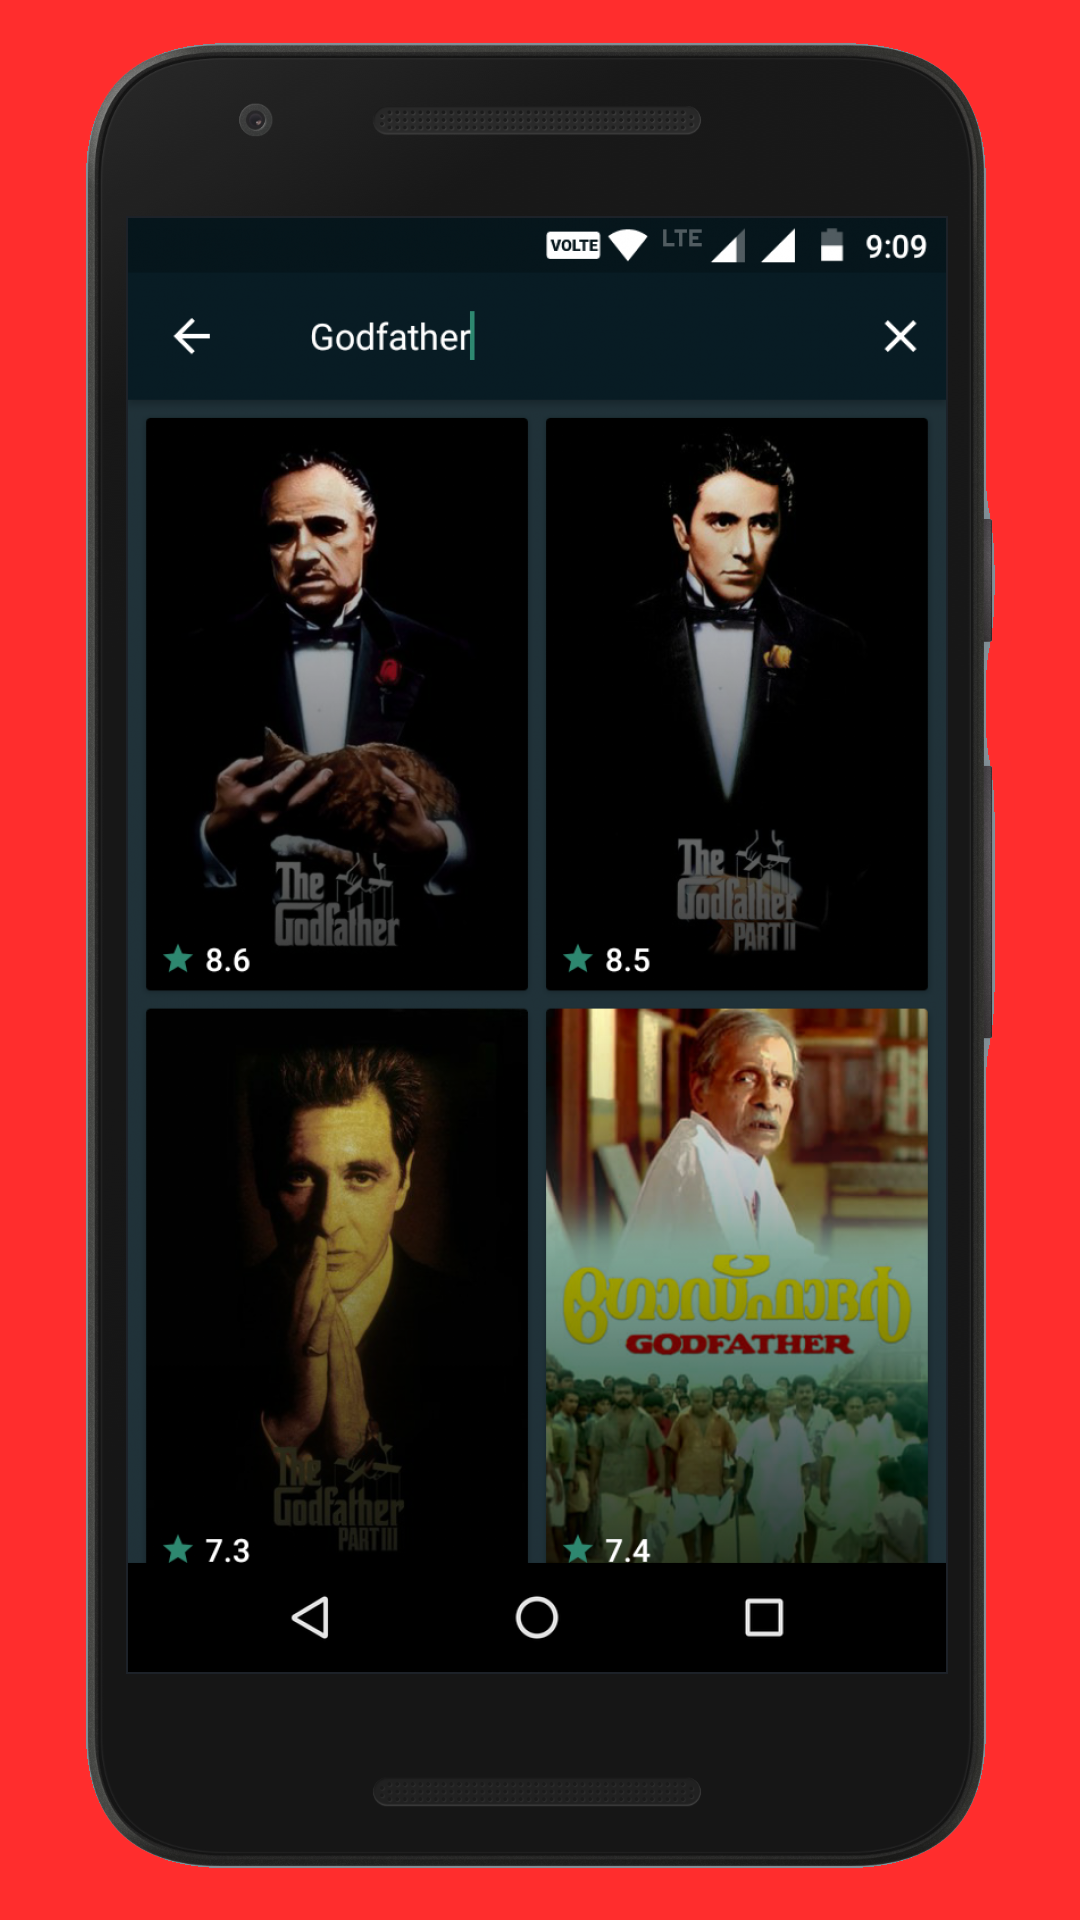 VOLTE LTE 9:09
Godfather
The
Godfather
8.6
The
Godfather
PART II
8.5
The
Godfather
PART III
7.3
ഗോഡ്ഫാദർ
GODFATHER
7.4